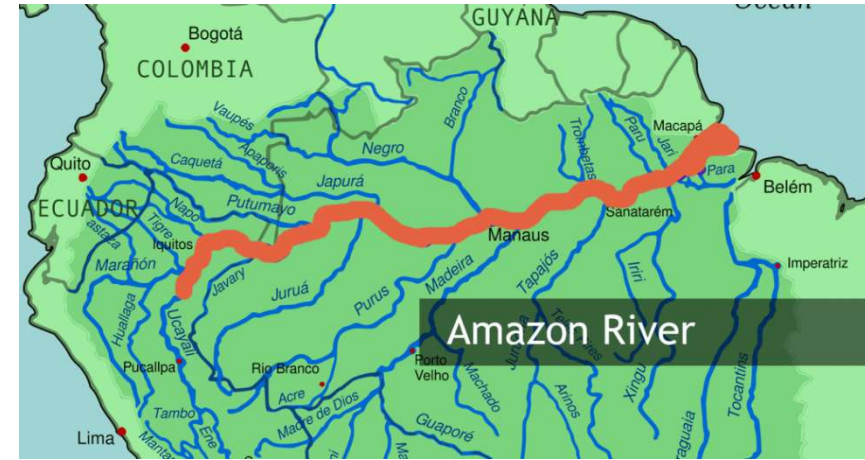 Ocean
GUYANA
Bogotá
COLOMBIA
Vaupés
Apaporis
Caquetá
Negro
Branco
Trombetas
Paru
Jari
Macapá
Quito
ECUADOR
Napo
Tigre
Putumayo
Japurá
Para
Belém
Iquitos
Manaus
Sanatarém
Marañón
Javary
Juruá
Purus
Madeira
Tapajós
Iriri
Imperatriz
Huallaga
Ucayali
Amazon River
Pucallpa
Rio Branco
Porto
Velho
Machado
Xingu
Tocantins
Acre
Tambo
Ene
Madre de Dios
Guaporé
Arinos
Lima